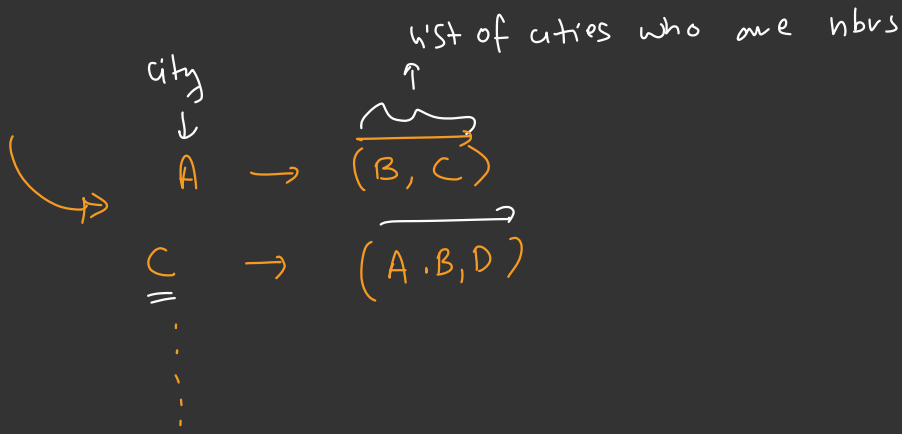 list of cities who are nbrs
city
A → (B, C)
C → (A.B,D)